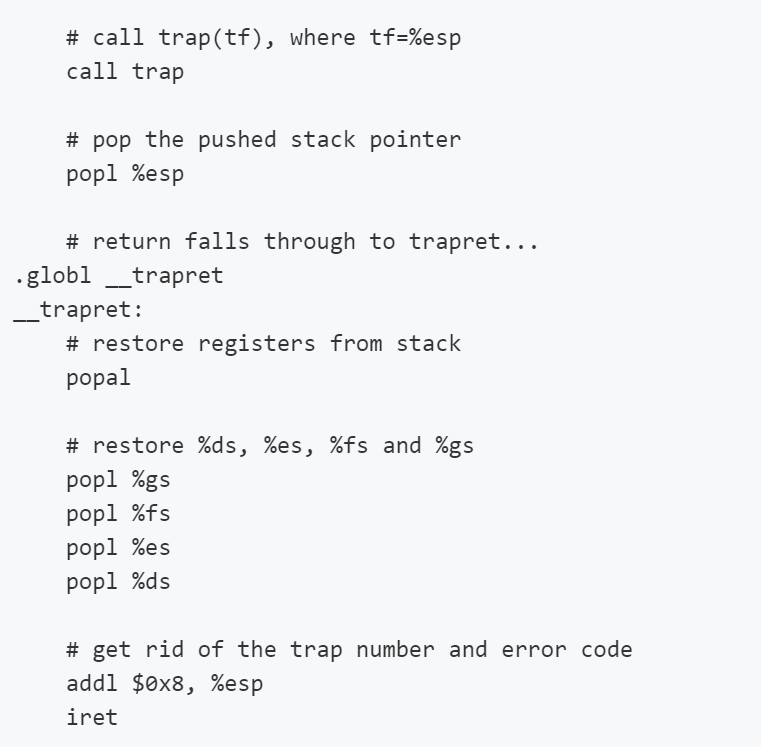 # call trap(tf), where tf=%esp
call trap
# pop the pushed stack pointer
popl %esp
# return falls through to trapret...
.globl __trapret
__trapret:
# restore registers from stack
popal
# restore %ds, %es, %fs and %gs
popl %gs
popl %fs
popl %es
popl %ds
# get rid of the trap number and error code
addl $0x8, %esp
iret